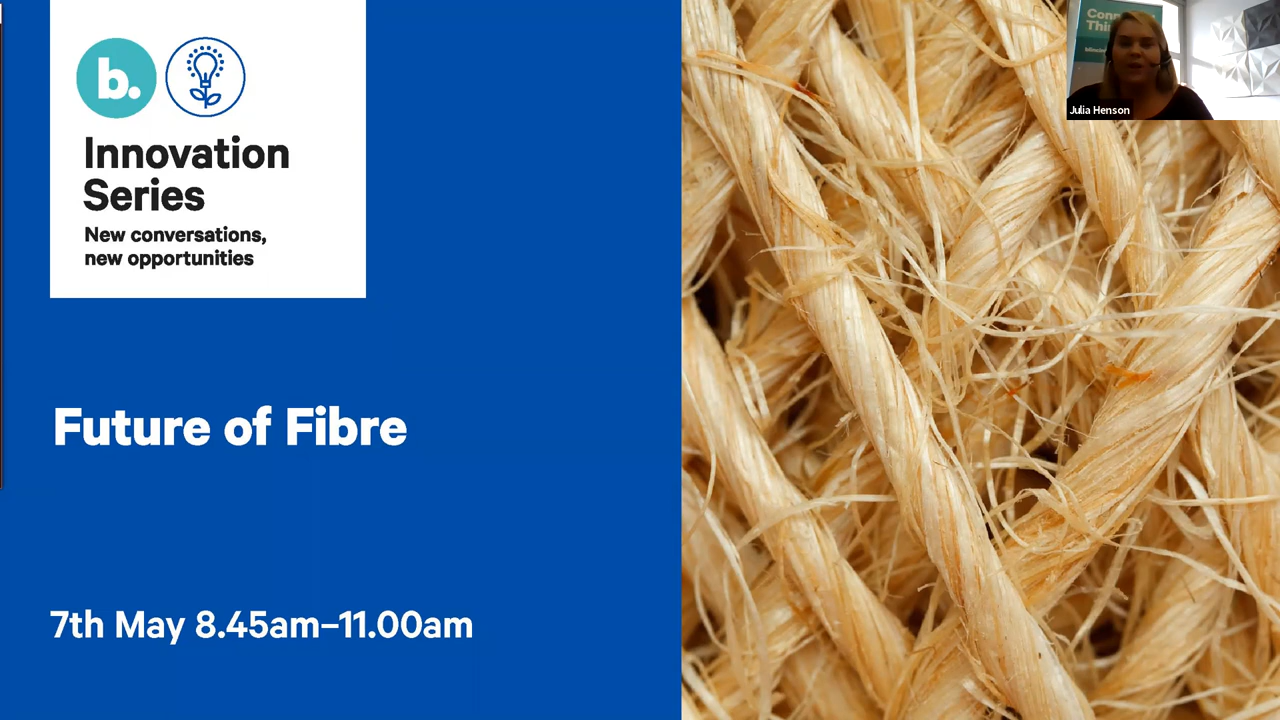 b.
Innovation
Series
New conversations,
new opportunities
Future of Fibre
7th May 8.45am–11.00am
Julia Henson